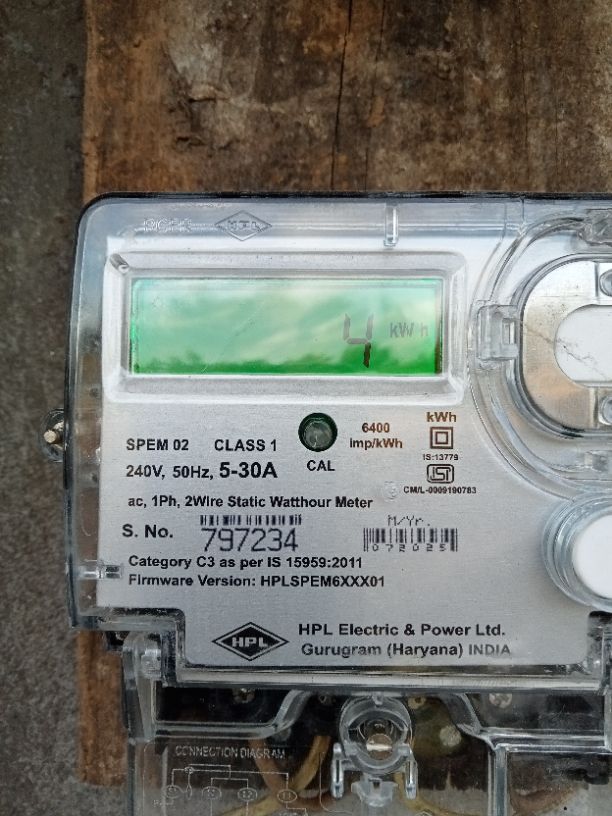 HPL
4 kWh
SPEM 02 CLASS 1
240V, 50Hz, 5-30A
CAL
6400
imp/kWh
kWh
IS:13779
ISI
CM/L-0009190783
ac, 1Ph, 2Wire Static Watthour Meter
S. No. 797234
M/Yr.
072025
Category C3 as per IS 15959:2011
Firmware Version: HPLSPEM6XXX01
HPL
HPL Electric & Power Ltd.
Gurugram (Haryana) INDIA
CONNECTION DIAGRAM